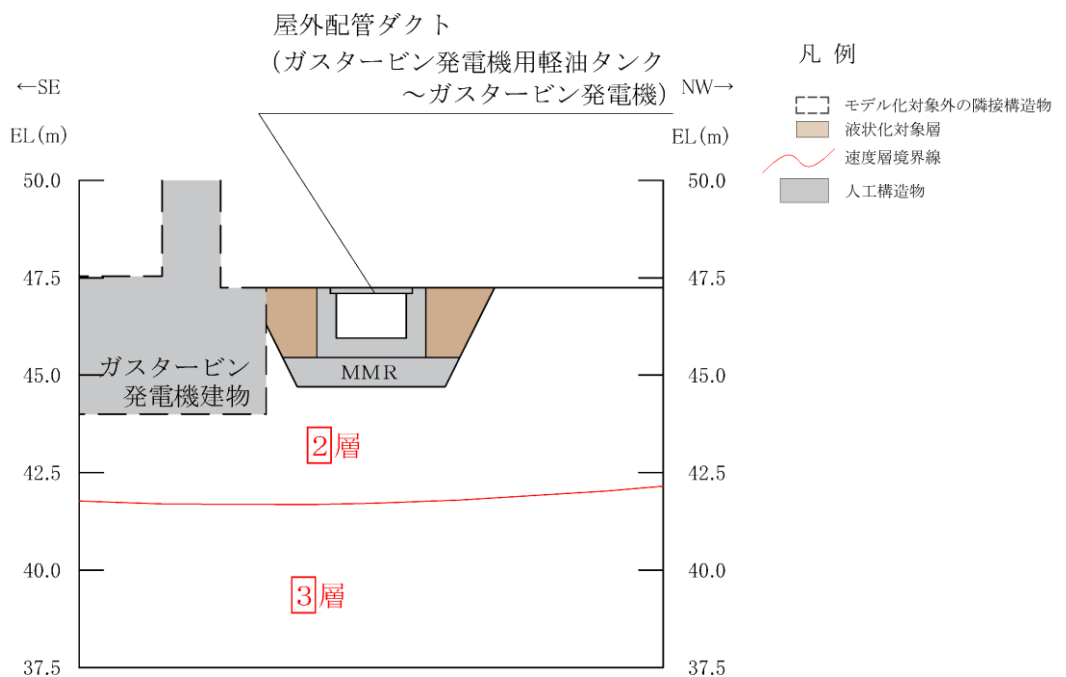 屋外配管ダクト
(ガスタービン発電機用軽油タンク
～ガスタービン発電機)
←SE
NW→
EL(m)
EL(m)
凡 例
モデル化対象外の隣接構造物
液状化対象層
速度層境界線
人工構造物
50.0
50.0
47.5
47.5
45.0
45.0
42.5
42.5
40.0
40.0
37.5
37.5
ガスタービン
発電機建物
MMR
2層
3層